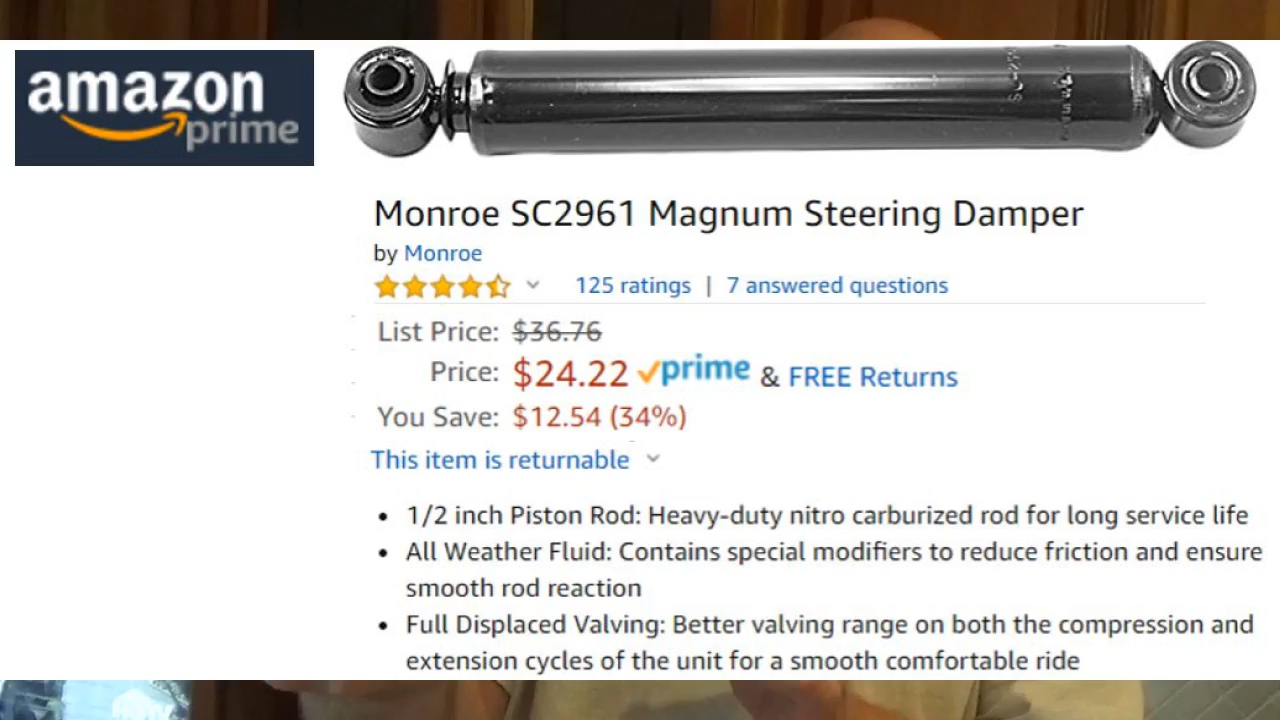 amazon
prime
Monroe SC2961 Magnum Steering Damper
by Monroe
125 ratings | 7 answered questions
List Price: $36.76
Price: $24.22 prime & FREE Returns
You Save: $12.54 (34%)
This item is returnable
• 1/2 inch Piston Rod: Heavy-duty nitro carburized rod for long service life
• All Weather Fluid: Contains special modifiers to reduce friction and ensure
smooth rod reaction
• Full Displaced Valving: Better valving range on both the compression and
extension cycles of the unit for a smooth comfortable ride